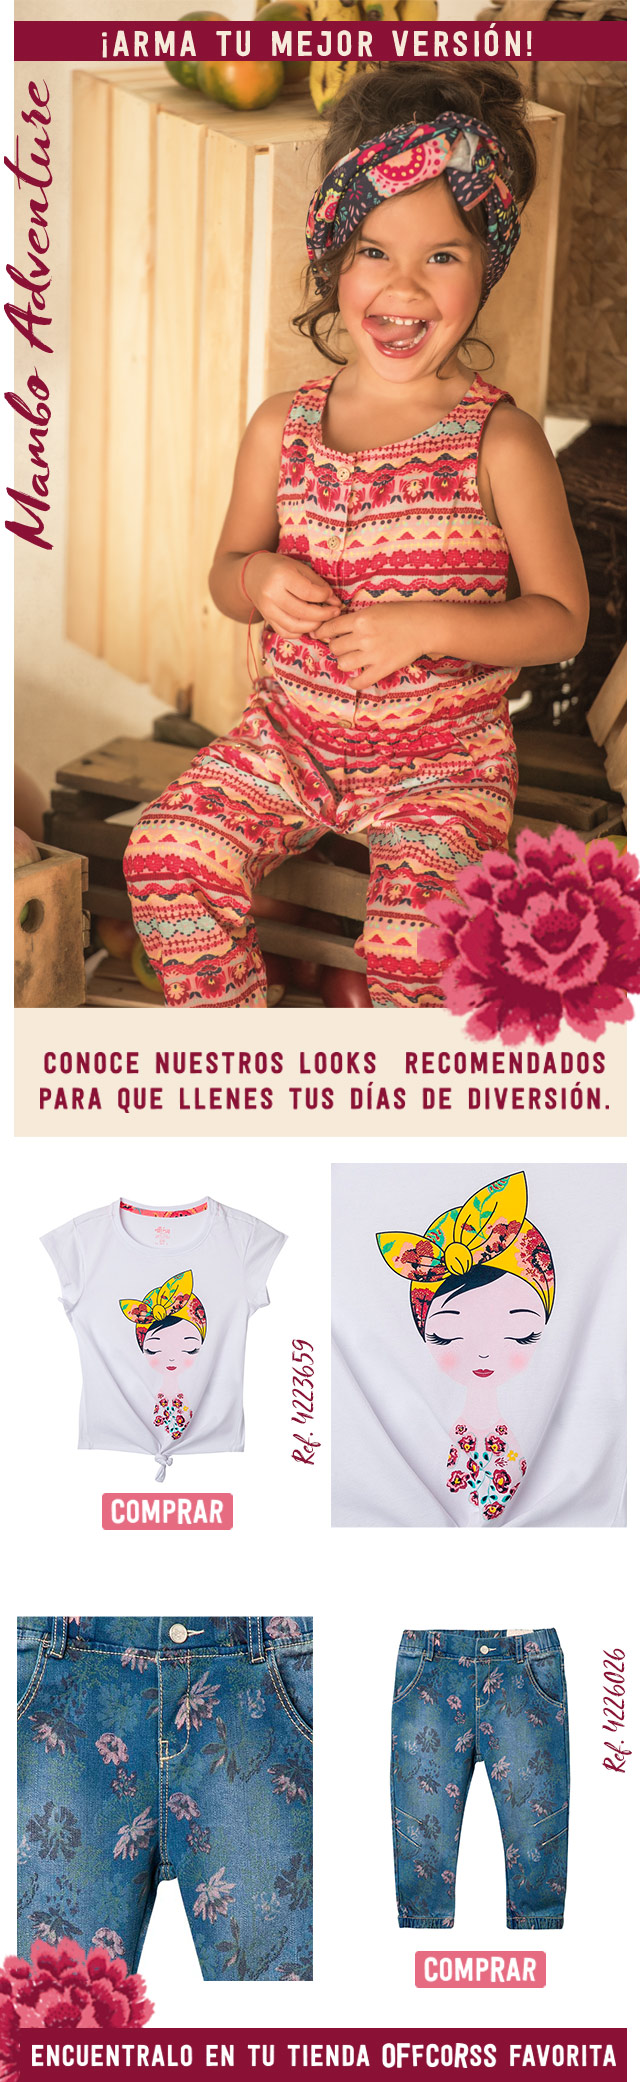 ¡ARMA TU MEJOR VERSIÓN!
Mambo Adventure
CONOCE NUESTROS LOOKS RECOMENDADOS
PARA QUE LLENES TUS DÍAS DE DIVERSIÓN.
Ref. 4223659
COMPRAR
Ref. 4226026
COMPRAR
ENCUENTRALO EN TU TIENDA OFFCORSS FAVORITA